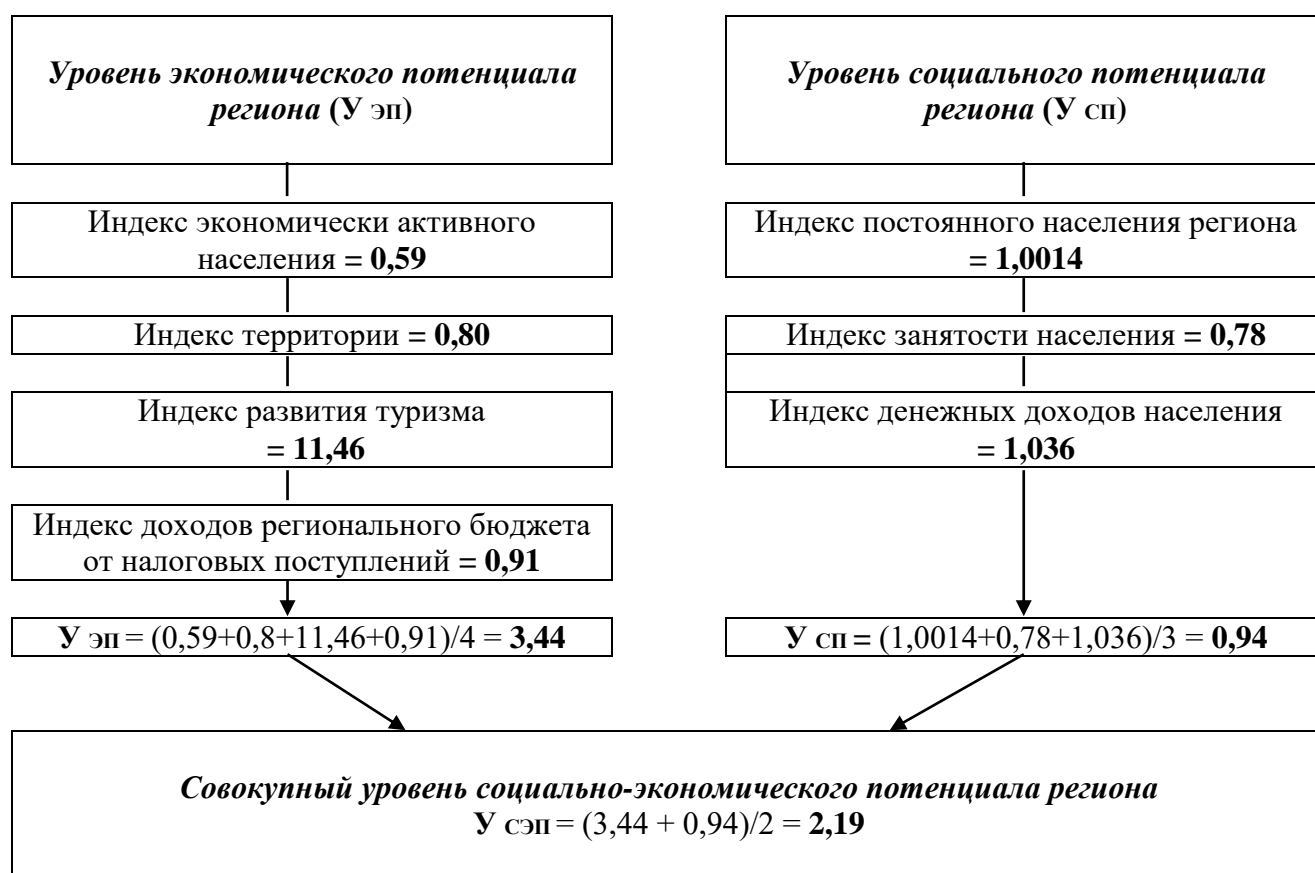 Уровень экономического потенциала
региона (У ЭП)
Индекс экономически активного
населения = 0,59
Индекс территории = 0,80
Индекс развития туризма
= 11,46
Индекс доходов регионального бюджета
от налоговых поступлений = 0,91
У ЭП = (0,59+0,8+11,46+0,91)/4 = 3,44
Уровень социального потенциала
региона (У СП)
Индекс постоянного населения региона
= 1,0014
Индекс занятости населения = 0,78
Индекс денежных доходов населения
= 1,036
У СП = (1,0014+0,78+1,036)/3 = 0,94
Совокупный уровень социально-экономического потенциала региона
У СЭП = (3,44 + 0,94)/2 = 2,19